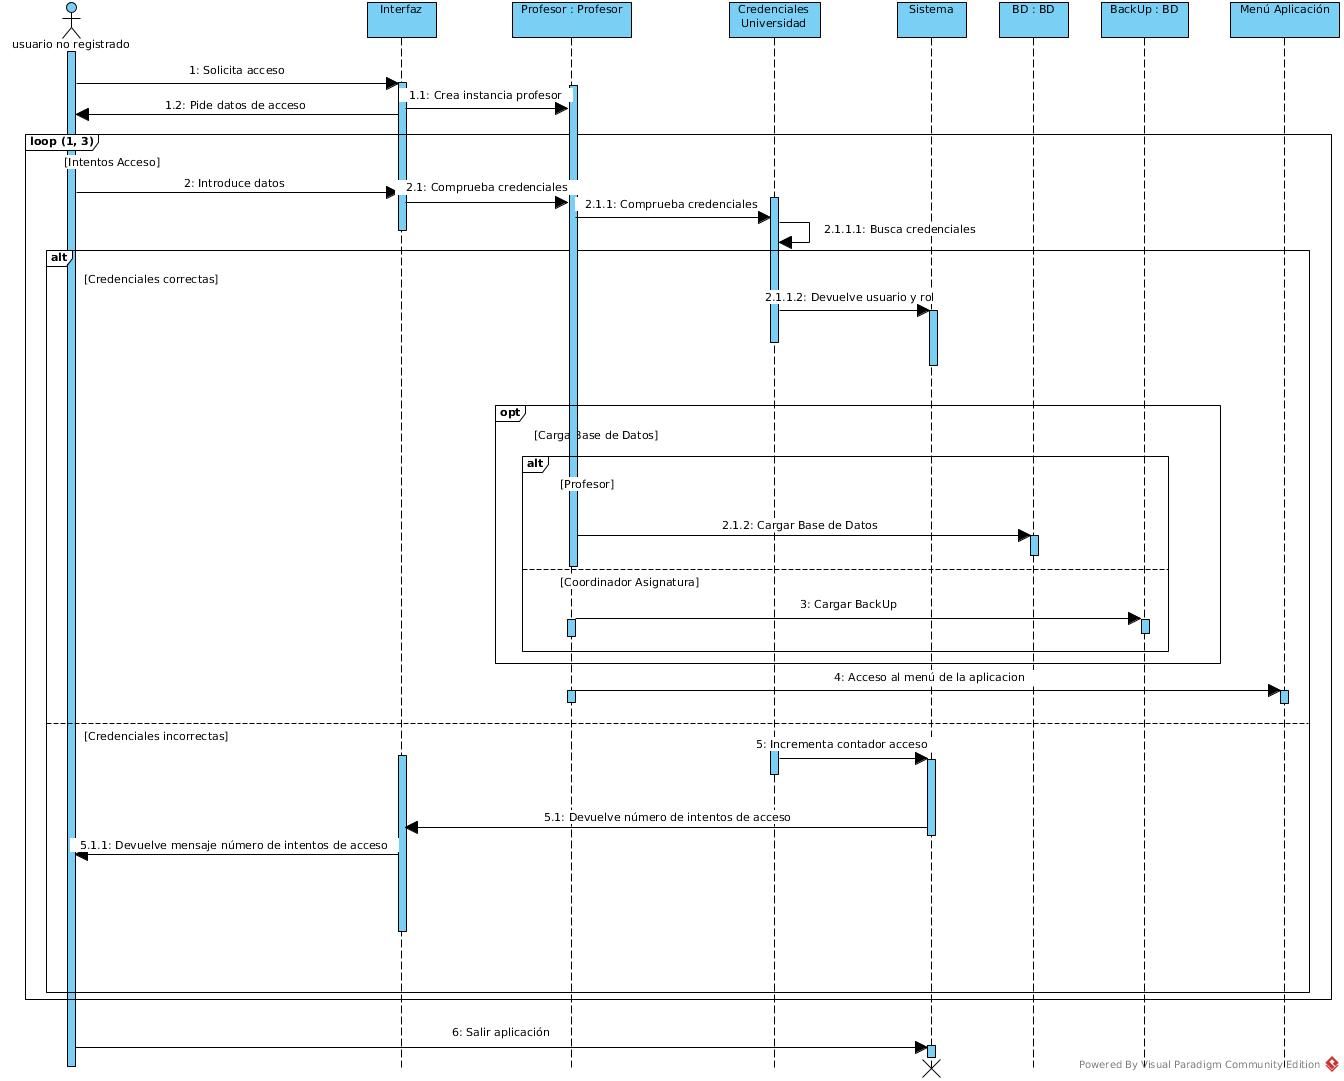 usuario no registrado
Interfaz
Profesor : Profesor
Credenciales
Universidad
Sistema
BD : BD
BackUp : BD
Menú Aplicación
1: Solicita acceso
1.1: Crea instancia profesor
1.2: Pide datos de acceso
loop (1, 3)
[Intentos Acceso]
2: Introduce datos
2.1: Comprueba credenciales
2.1.1: Comprueba credenciales
2.1.1.1: Busca credenciales
alt
[Credenciales correctas]
2.1.1.2: Devuelve usuario y rol
opt
[Carga Base de Datos]
alt
[Profesor]
2.1.2: Cargar Base de Datos
[Coordinador Asignatura]
3: Cargar BackUp
4: Acceso al menú de la aplicacion
[Credenciales incorrectas]
5: Incrementa contador acceso
5.1: Devuelve número de intentos de acceso
5.1.1: Devuelve mensaje número de intentos de acceso
6: Salir aplicación
Powered By Visual Paradigm Community Edition